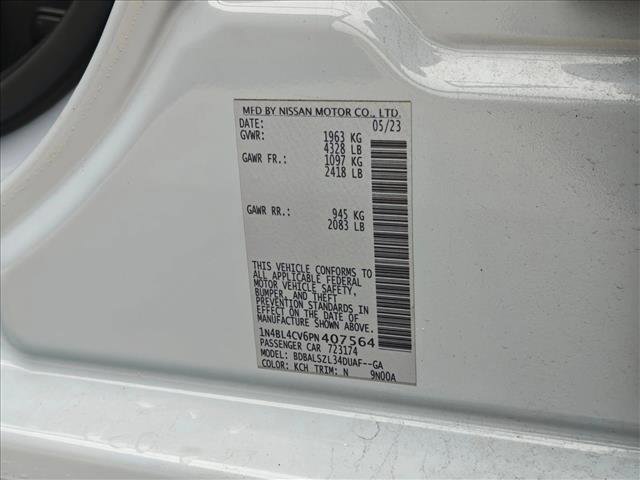 MFD BY NISSAN MOTOR CO., LTD.
DATE: 05/23
GVWR: 1963 KG
4328 LB
GAWR FR.: 1097 KG
2418 LB
GAWR RR.: 945 KG
2083 LB
THIS VEHICLE CONFORMS TO
ALL APPLICABLE FEDERAL
MOTOR VEHICLE SAFETY,
BUMPER, AND THEFT
PREVENTION STANDARDS IN
EFFECT ON THE DATE OF
MANUFACTURE SHOWN ABOVE.
1N4BL4CV6PN407564
PASSENGER CAR 723174
MODEL: BDBALSZL34DUAF--GA
COLOR: KCH TRIM: N 9N00A